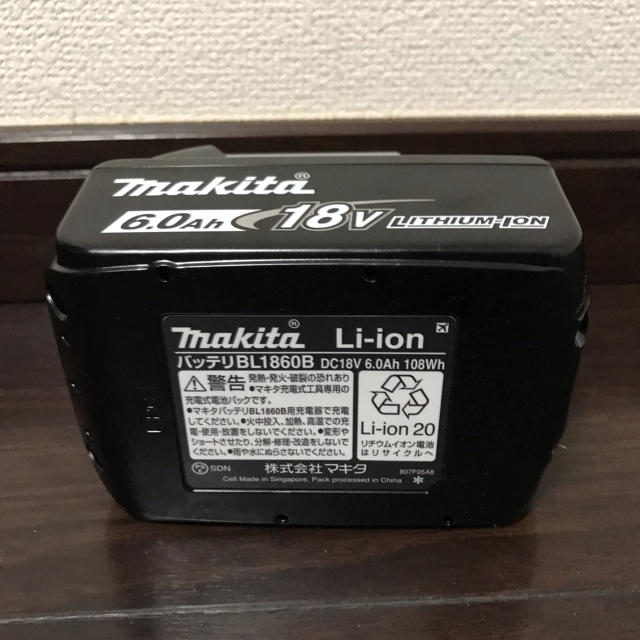 makita®
6.0Ah 18V LITHIUM-ION
makita® Li-ion
バッテリBL1860B DC18V 6.0Ah 108Wh
警告 発熱・発火・破裂の恐れあり
●マキタ充電式工具専用の
充電式電池パックです。
●マキタバッテリBL1860B用充電器で充電
してください。●火中投入、加熱、高温での充
電・使用・放置をしないでください。●変形や
ショートさせたり、分解・修理・改造をしないで
ください。●雨や水にぬらさないでください。
Li-ion 20
リチウムイオン電池
はリサイクルへ
PS E SDN 株式会社マキタ 807F95A8
Cell Made in Singapore. Pack processed in China *